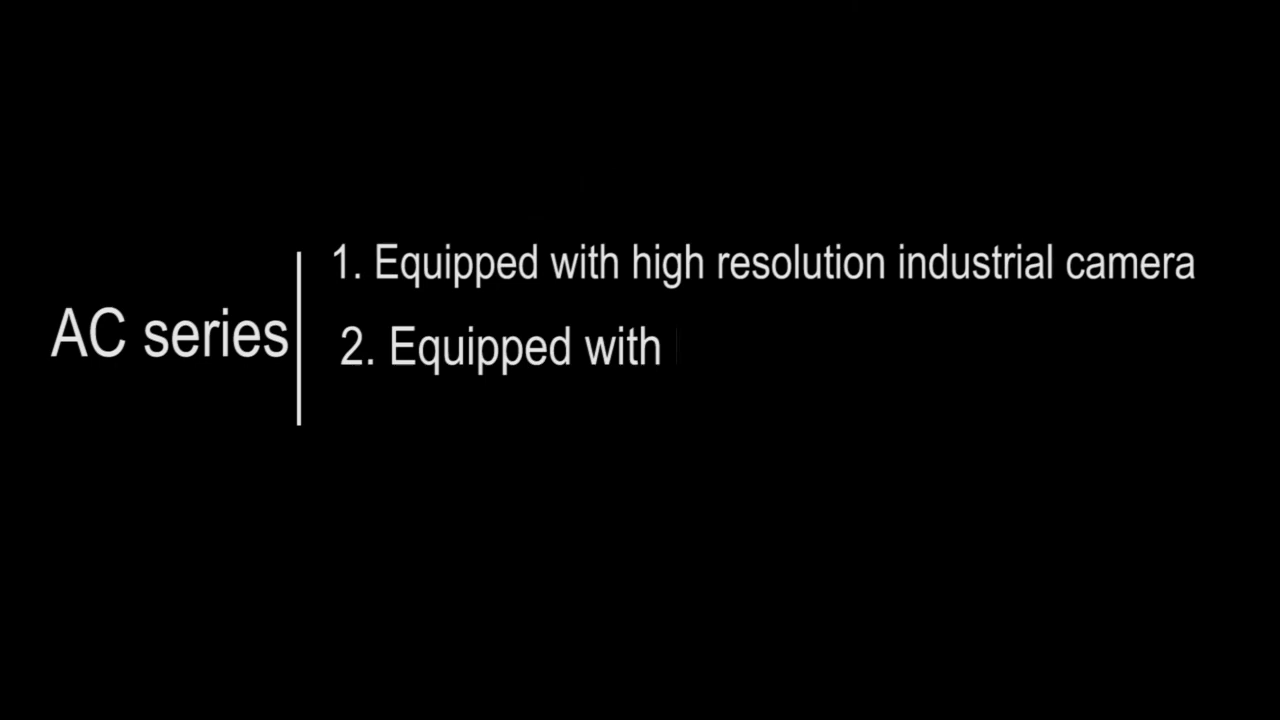 AC series
1. Equipped with high resolution industrial camera
2. Equipped with